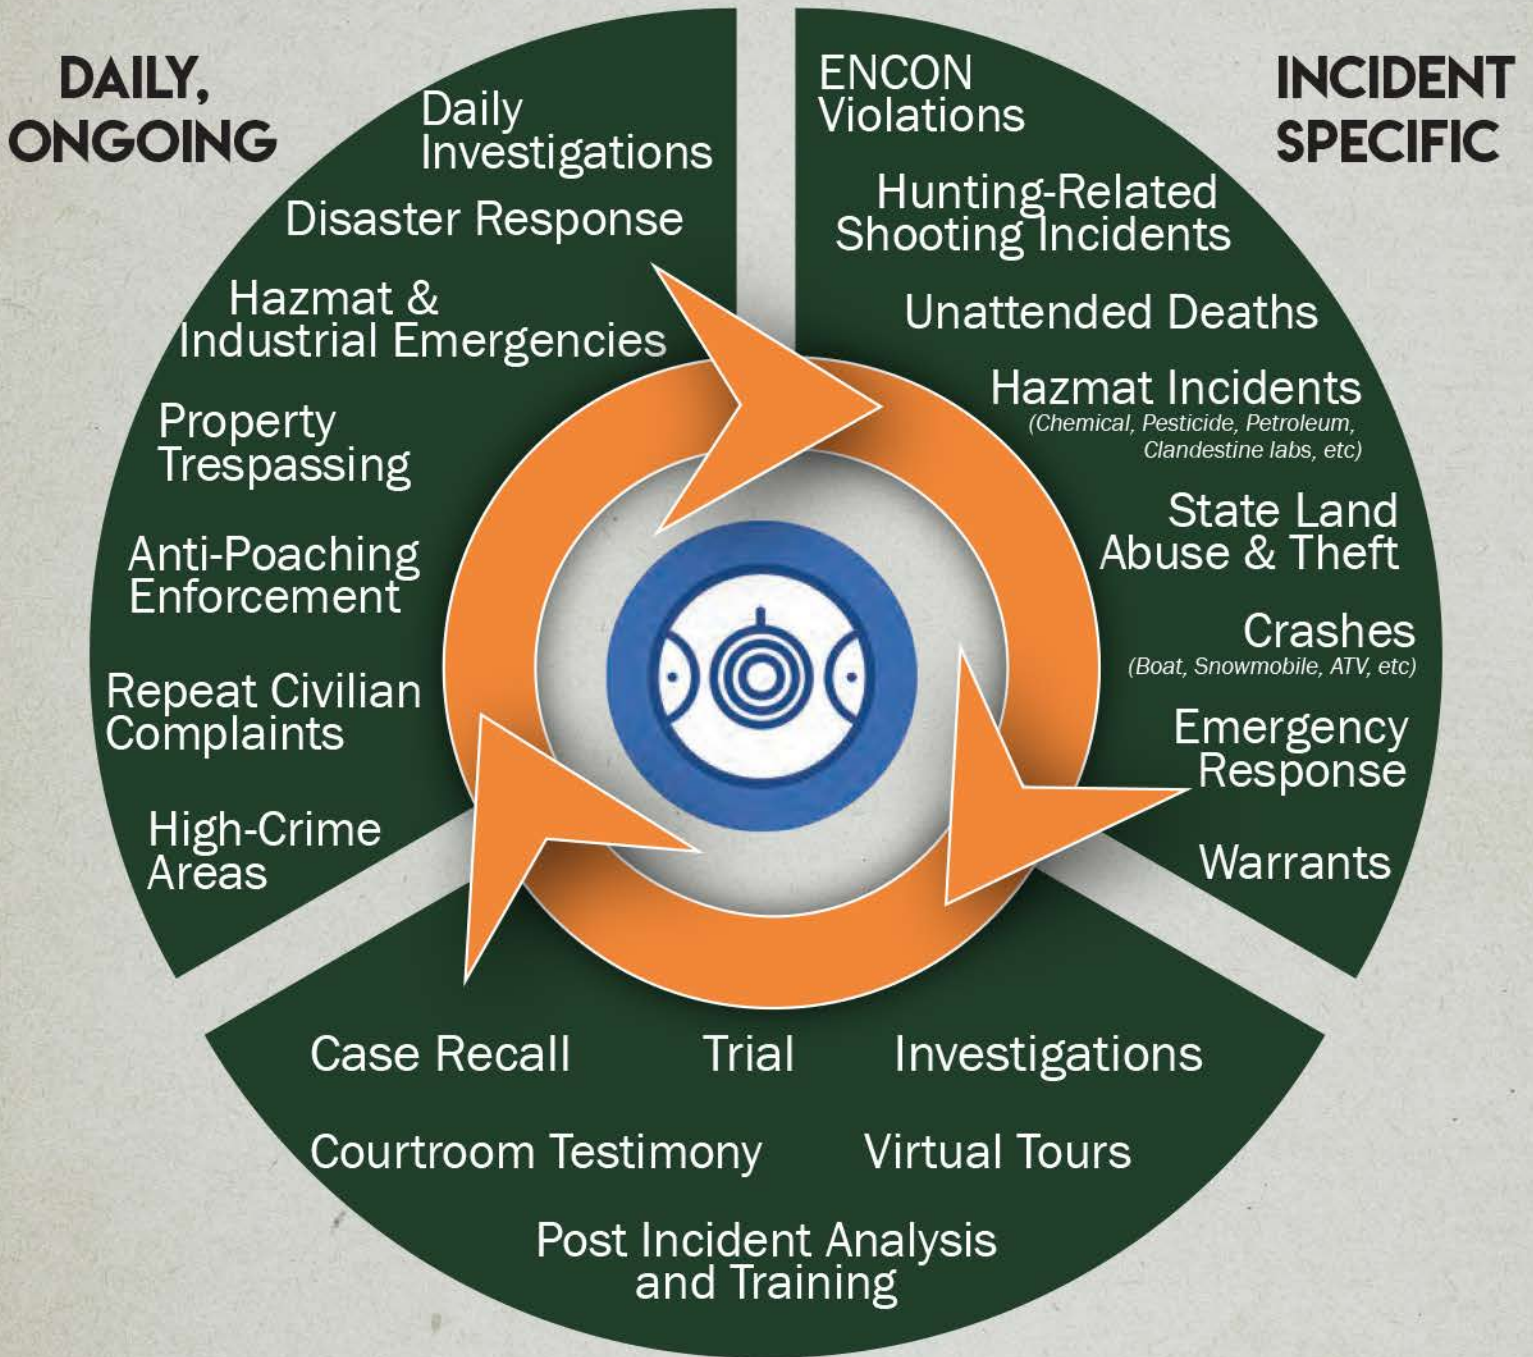 DAILY,
ONGOING
Daily
Investigations
Disaster Response
Hazmat &
Industrial Emergencies
Property
Trespassing
Anti-Poaching
Enforcement
Repeat Civilian
Complaints
High-Crime
Areas
INCIDENT
SPECIFIC
ENCON
Violations
Hunting-Related
Shooting Incidents
Unattended Deaths
Hazmat Incidents
(Chemical, Pesticide, Petroleum,
Clandestine labs, etc)
State Land
Abuse & Theft
Crashes
(Boat, Snowmobile, ATV, etc)
Emergency
Response
Warrants
Case Recall Trial Investigations
Courtroom Testimony Virtual Tours
Post Incident Analysis
and Training